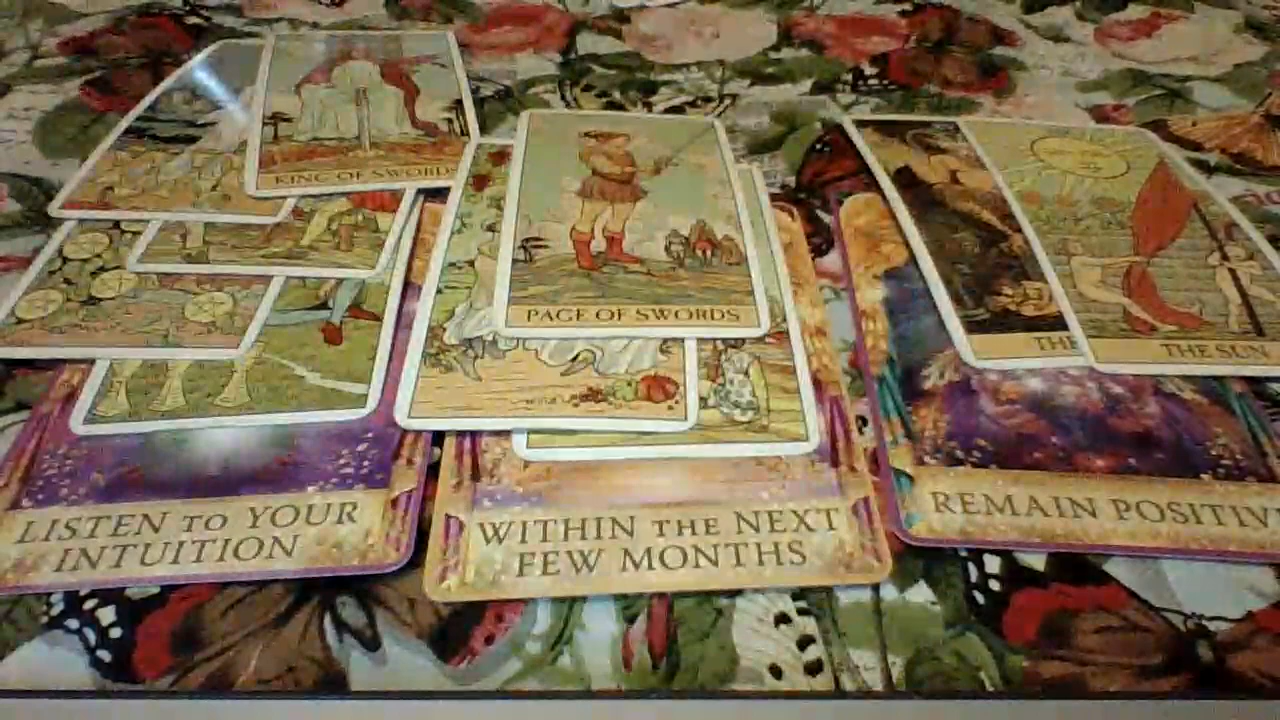 KING OF SWORDS
PAGE OF SWORDS
THE
THE SUN
LISTEN TO YOUR
INTUITION
WITHIN THE NEXT
FEW MONTHS
REMAIN POSITIV